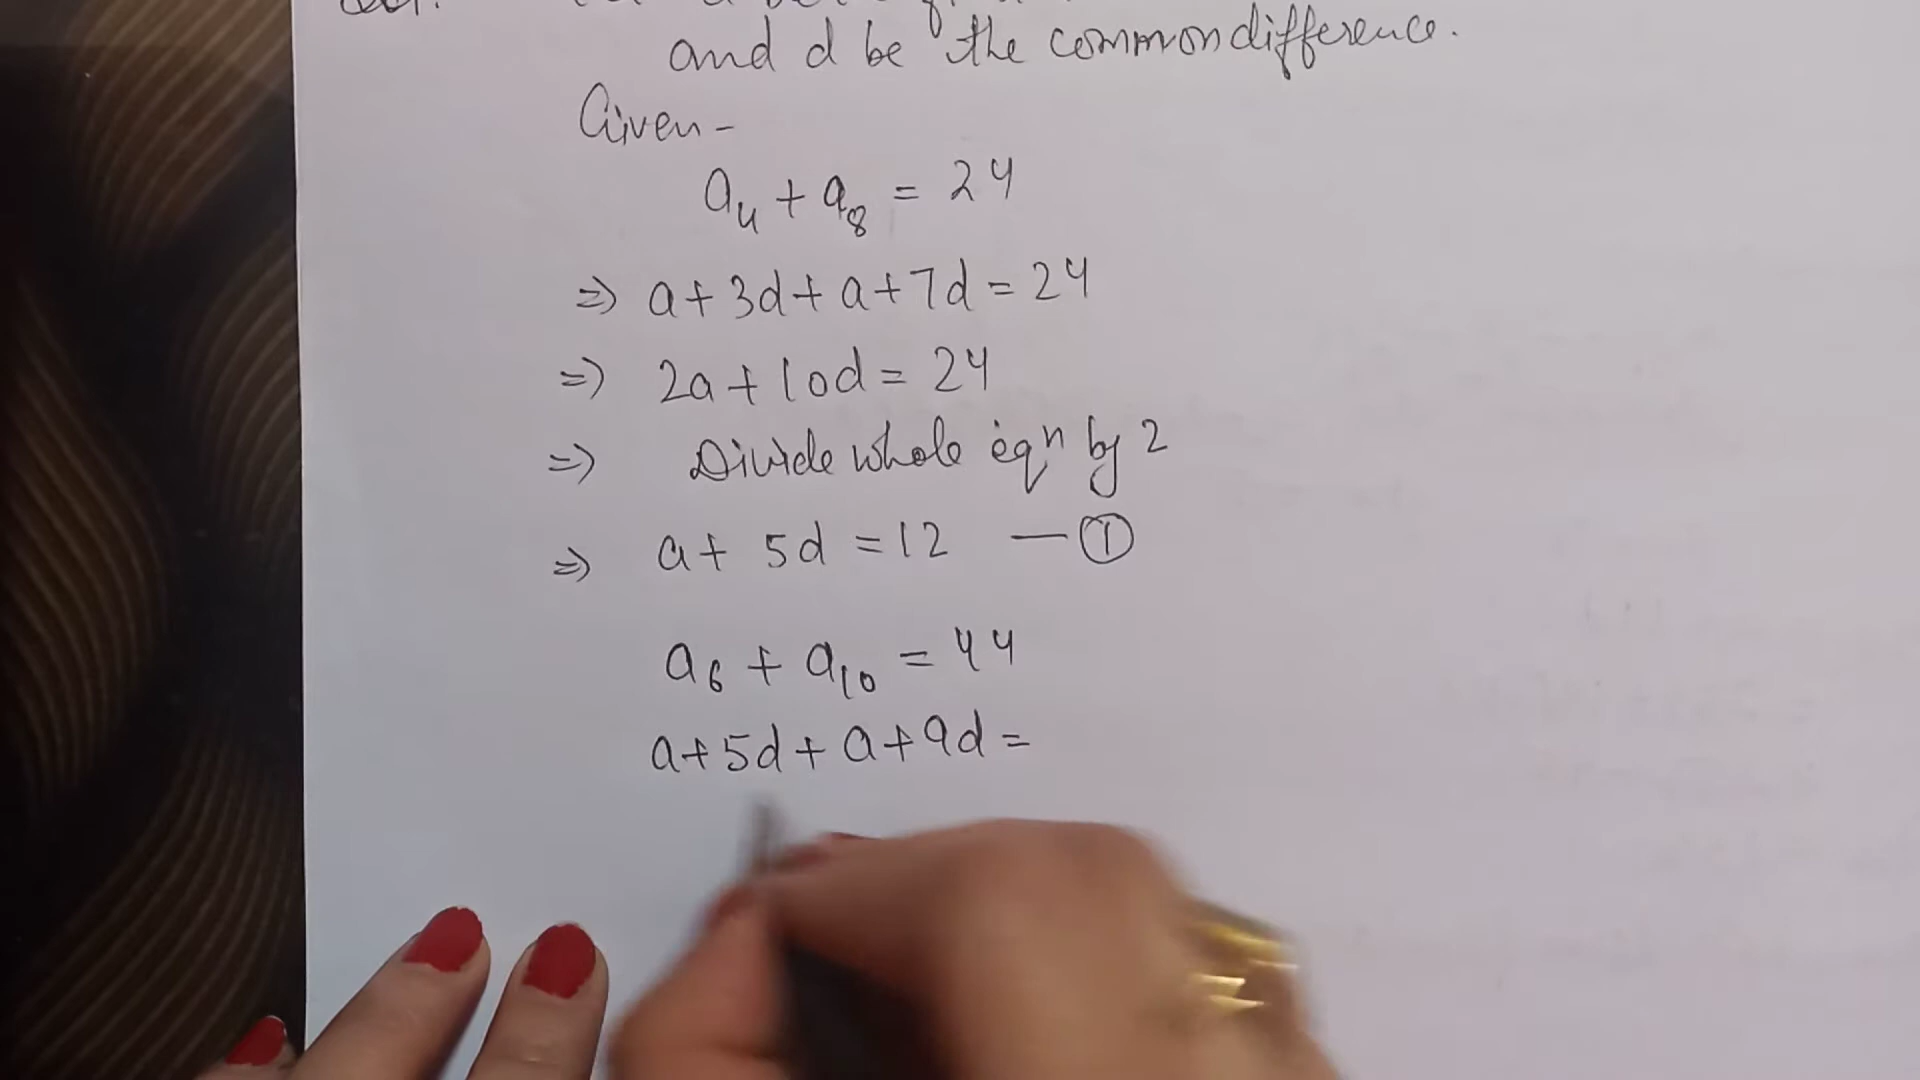 and d be the common difference.
Given -
a₄ + a₈ = 24
⇒ a + 3d + a + 7d = 24
⇒ 2a + 10d = 24
⇒ Divide whole eqⁿ by 2
⇒ a + 5d = 12 — ①
a₆ + a₁₀ = 44
a + 5d + a + 9d =